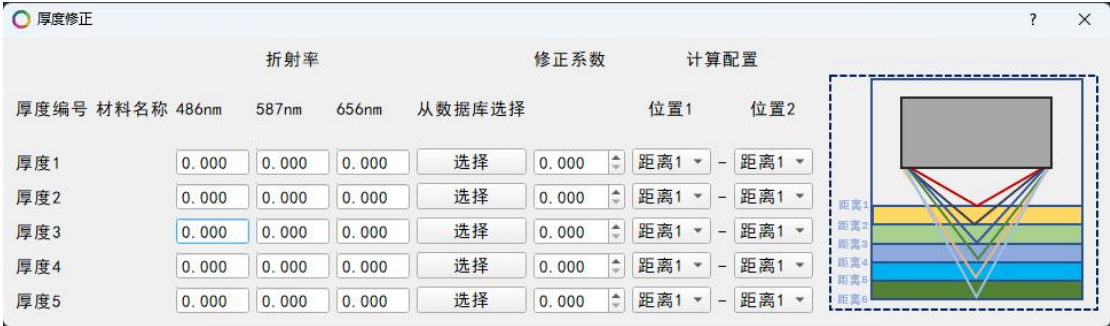 厚度修正 ? ×
折射率 修正系数 计算配置
厚度编号 材料名称 486nm 587nm 656nm 从数据库选择 位置1 位置2
厚度1 0.000 0.000 0.000 选择 0.000 距离1 - 距离1
厚度2 0.000 0.000 0.000 选择 0.000 距离1 - 距离1
厚度3 0.000 0.000 0.000 选择 0.000 距离1 - 距离1
厚度4 0.000 0.000 0.000 选择 0.000 距离1 - 距离1
厚度5 0.000 0.000 0.000 选择 0.000 距离1 - 距离1
距离1
距离2
距离3
距离4
距离5
距离6